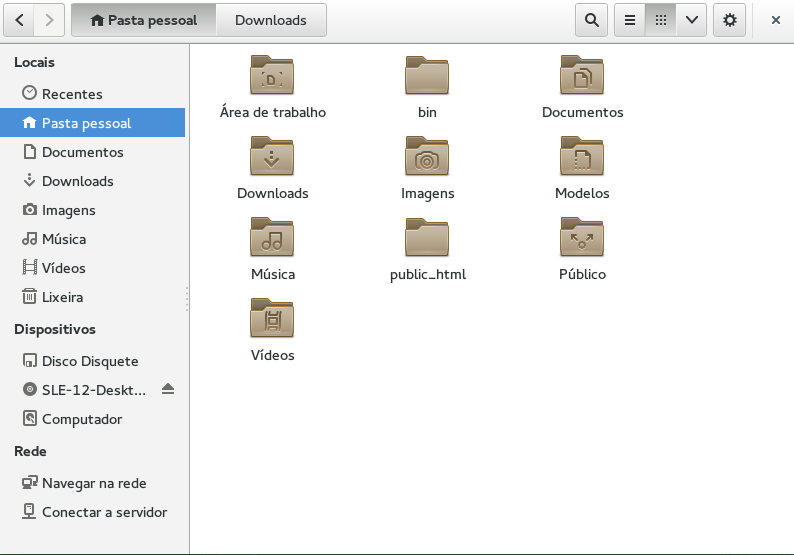 Pasta pessoal Downloads
Locais
Recentes
Pasta pessoal
Documentos
Downloads
Imagens
Música
Vídeos
Lixeira
Dispositivos
Disco Disquete
SLE-12-Deskt...
Computador
Rede
Navegar na rede
Conectar a servidor
Área de trabalho bin Documentos
Downloads Imagens Modelos
Música public_html Público
Vídeos